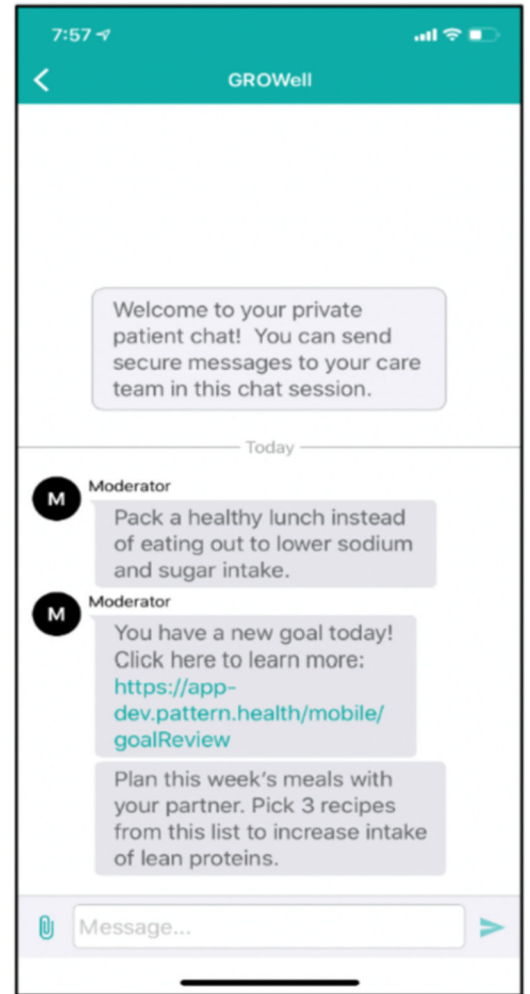 7:57
GROWell
Welcome to your private
patient chat! You can send
secure messages to your care
team in this chat session.
Today
Moderator
M
Pack a healthy lunch instead
of eating out to lower sodium
and sugar intake.
Moderator
M
You have a new goal today!
Click here to learn more:
https://app-
dev.pattern.health/mobile/
goalReview
Plan this week's meals with
your partner. Pick 3 recipes
from this list to increase intake
of lean proteins.
Message...